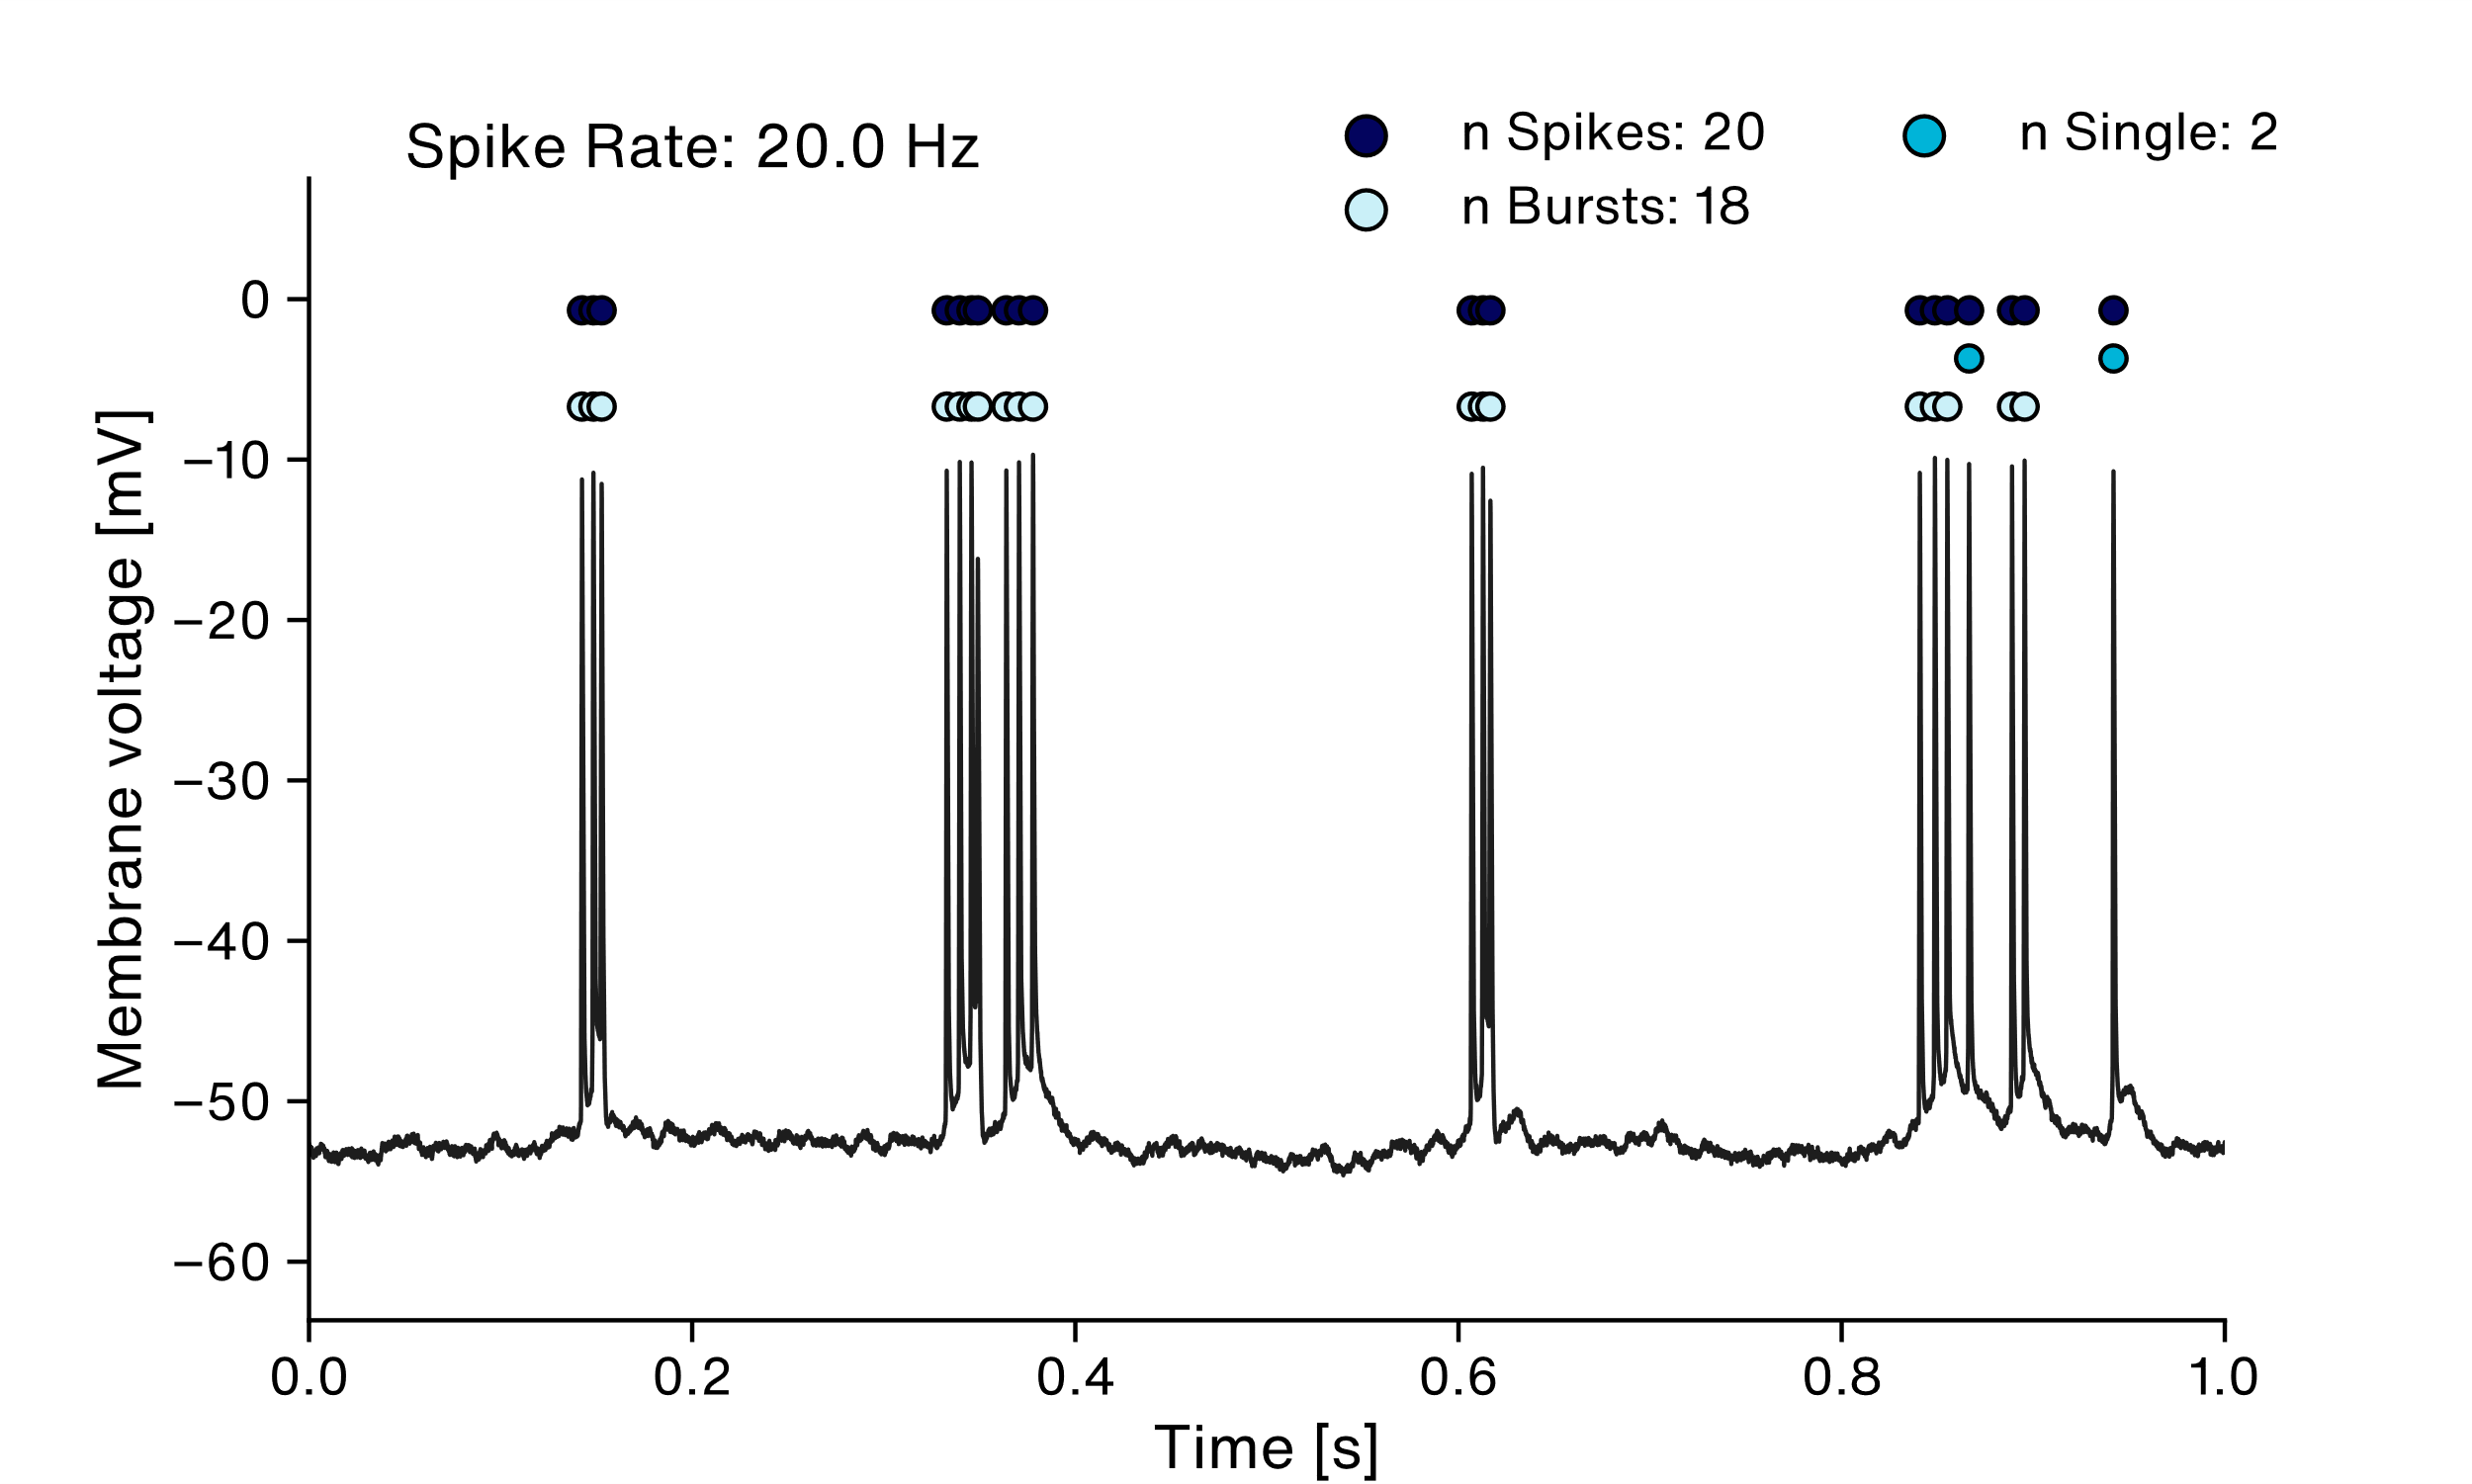 Spike Rate: 20.0 Hz
n Spikes: 20
n Single: 2
n Bursts: 18
Membrane voltage [mV]
0
−10
−20
−30
−40
−50
−60
0.0
0.2
0.4
0.6
0.8
1.0
Time [s]